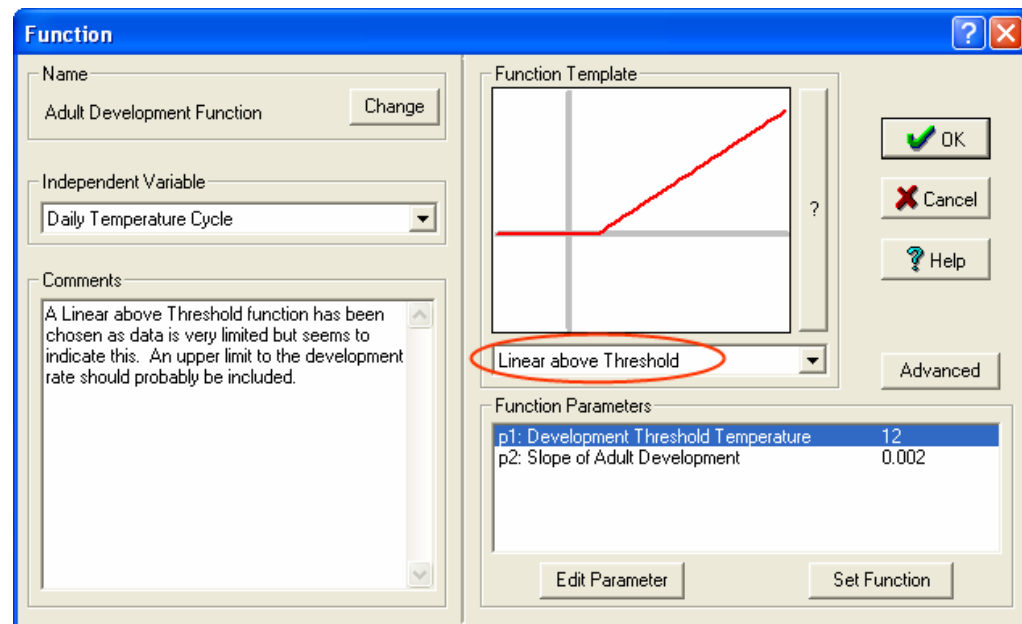 Function
?
Name
Adult Development Function
Change
Independent Variable
Daily Temperature Cycle
Comments
A Linear above Threshold function has been
chosen as data is very limited but seems to
indicate this. An upper limit to the development
rate should probably be included.
Function Template
?
Linear above Threshold
OK
Cancel
? Help
Advanced
Function Parameters
p1: Development Threshold Temperature 12
p2: Slope of Adult Development 0.002
Edit Parameter
Set Function